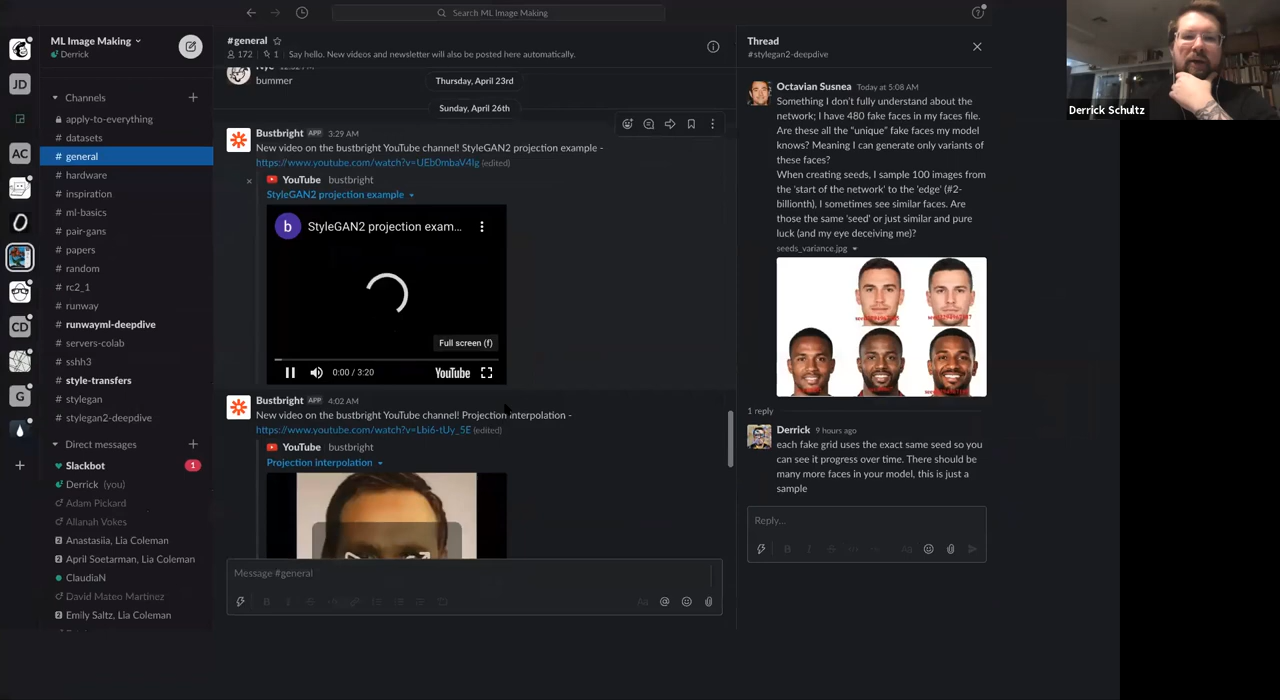 Search ML Image Making
ML Image Making
Derrick
JD
AC
CD
G
Channels
apply-to-everything
# datasets
# general
# hardware
# inspiration
# ml-basics
# pair-gans
# papers
# random
# rc2_1
# runway
# runwayml-deepdive
# servers-colab
# sshh3
# style-transfers
# stylegan
# stylegan2-deepdive
Direct messages
Slackbot
1
Derrick (you)
Adam Pickard
Allanah Vokes
2 Anastasiia, Lia Coleman
2 April Soetarman, Lia Coleman
ClaudiaN
David Mateo Martinez
2 Emily Saltz, Lia Coleman
#general
172
1
Say hello. New videos and newsletter will also be posted here automatically.
bummer
Thursday, April 23rd
Sunday, April 26th
Bustbright APP 3:29 AM
New video on the bustbright YouTube channel! StyleGAN2 projection example -
https://www.youtube.com/watch?v=UEb0mbaV4lg (edited)
YouTube bustbright
StyleGAN2 projection example
b
StyleGAN2 projection exam...
Full screen (f)
0:00 / 3:20
YouTube
Bustbright APP 4:02 AM
New video on the bustbright YouTube channel! Projection interpolation -
https://www.youtube.com/watch?v=Lbi6-tUy_5E (edited)
YouTube bustbright
Projection interpolation
Message #general
Aa
@
Thread
#stylegan2-deepdive
Octavian Susnea Today at 5:08 AM
Something I don't fully understand about the
network; I have 480 fake faces in my faces file.
Are these all the "unique" fake faces my model
knows? Meaning I can generate only variants of
these faces?
When creating seeds, I sample 100 images from
the 'start of the network' to the 'edge' (#2-
billionth), I sometimes see similar faces. Are
those the same 'seed' or just similar and pure
luck (and my eye deceiving me)?
seeds_variance.jpg
1 reply
Derrick 9 hours ago
each fake grid uses the exact same seed so you
can see it progress over time. There should be
many more faces in your model, this is just a
sample
Reply...
B
Aa
Derrick Schultz